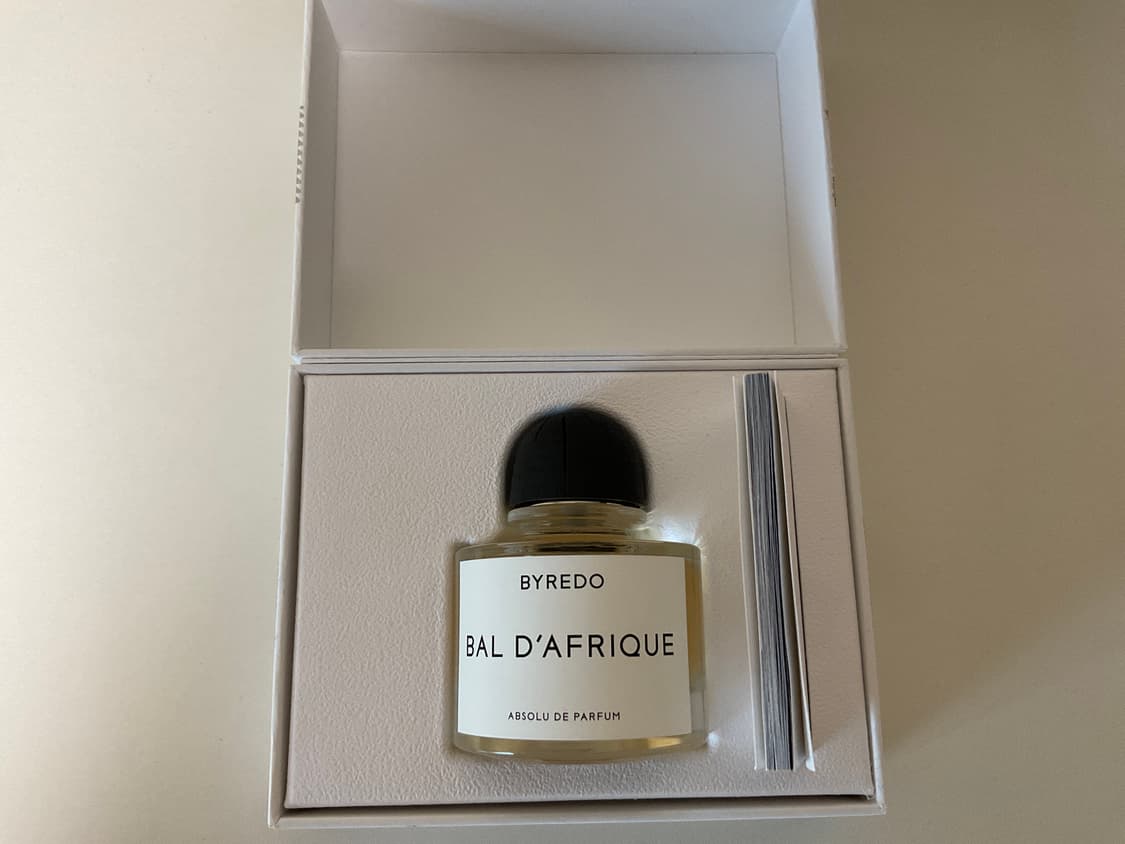 BYREDO
BAL D'AFRIQUE
ABSOLU DE PARFUM